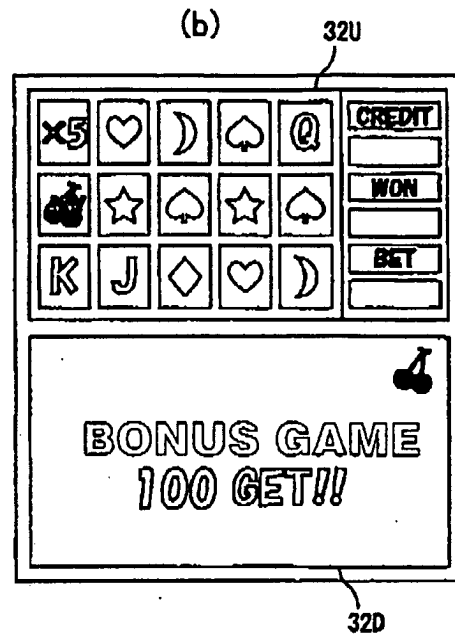 (b)
32U
×5 Q
CREDIT
WON
K J
BET
BONUS GAME
100 GET!!
32D